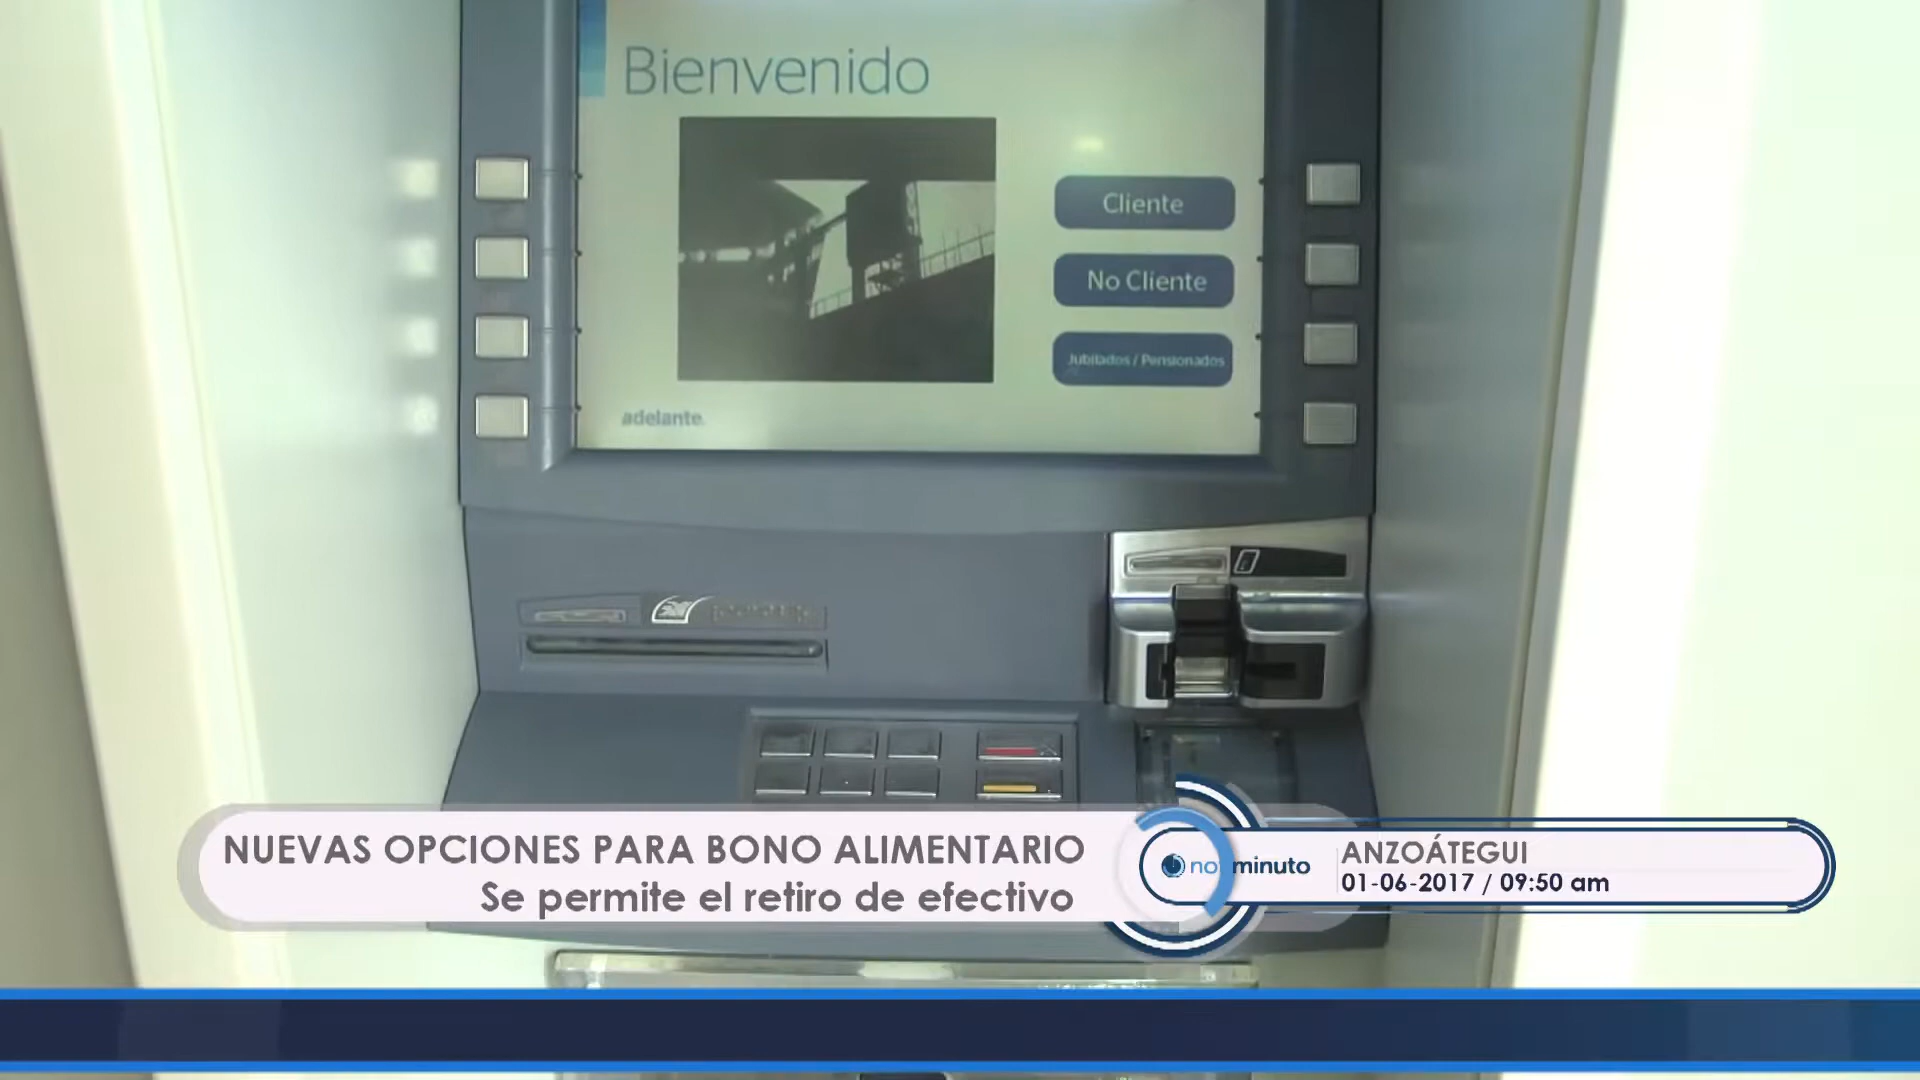 Bienvenido
Cliente
No Cliente
Jubilados / Pensionados
adelante.
NUEVAS OPCIONES PARA BONO ALIMENTARIO
Se permite el retiro de efectivo
minuto
ANZOÁTEGUI
01-06-2017 / 09:50 am